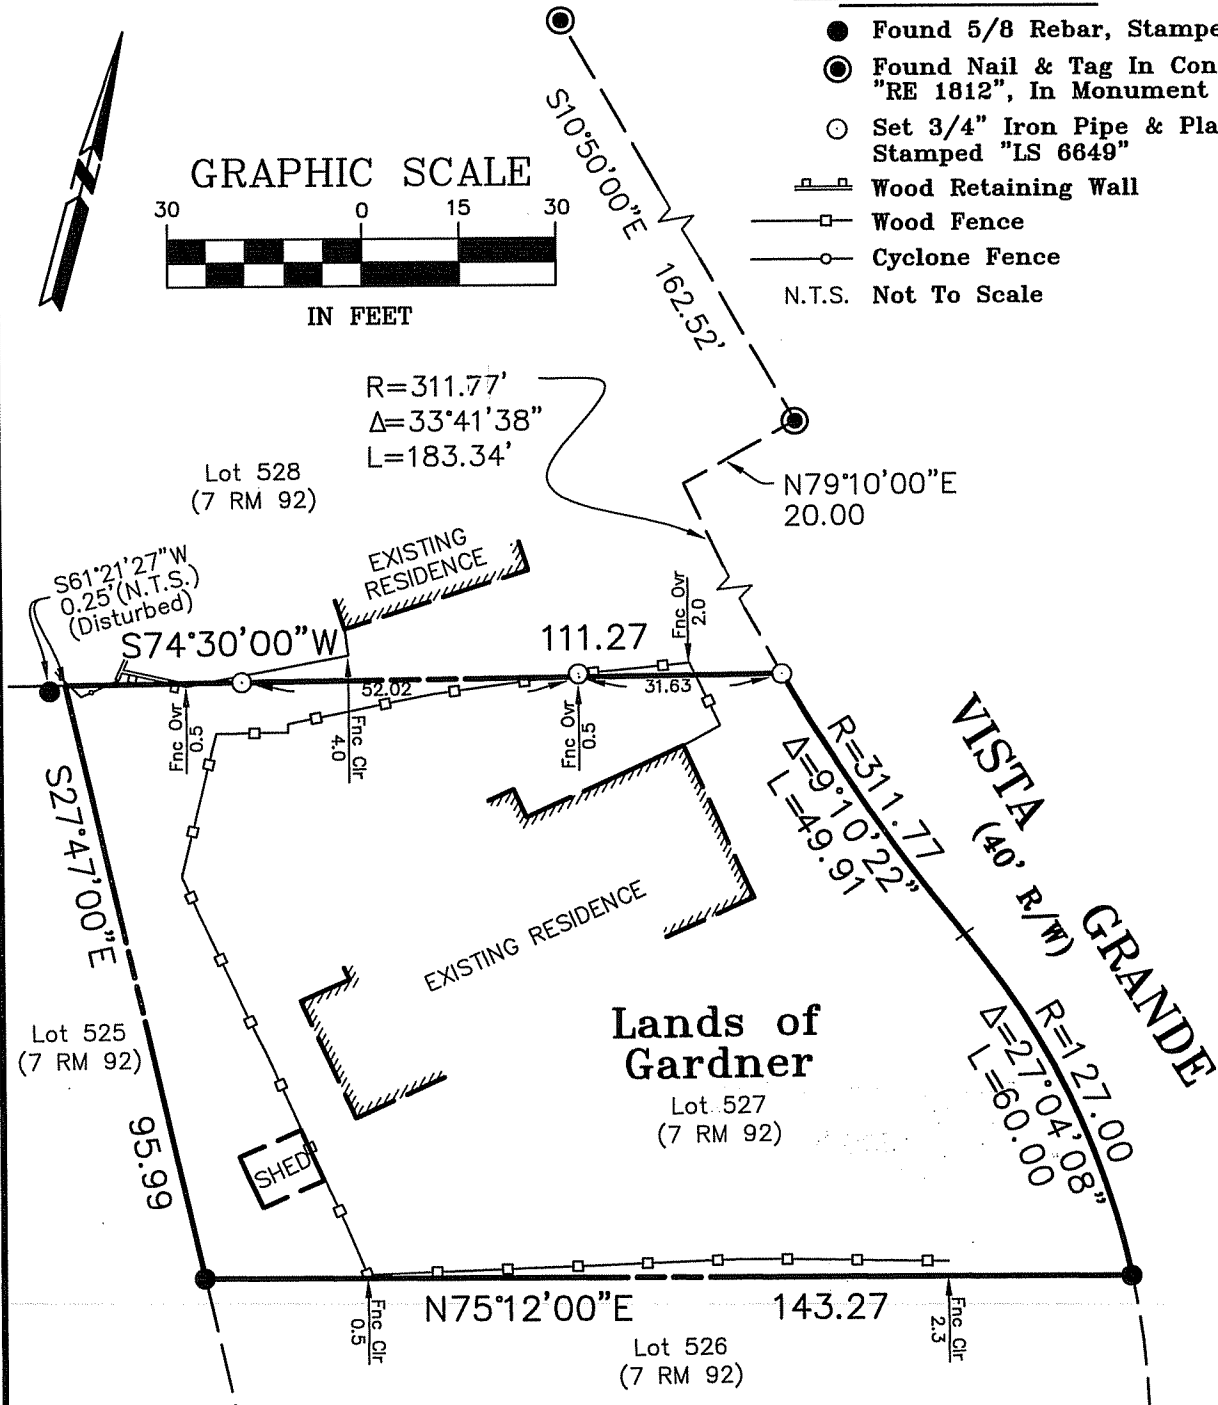 Found 5/8 Rebar, Stampe
Found Nail & Tag In Con
"RE 1812", In Monument
Set 3/4" Iron Pipe & Pla
Stamped "LS 6649"
Wood Retaining Wall
Wood Fence
Cyclone Fence
N.T.S. Not To Scale
GRAPHIC SCALE
30 0 15 30
IN FEET
S10°50'00"E
162.52'
R=311.77'
Δ=33°41'38"
L=183.34'
N79°10'00"E
20.00
Lot 528
(7 RM 92)
EXISTING
RESIDENCE
S61°21'27"W
0.25'(N.T.S.)
(Disturbed)
S74°30'00"W
111.27
Fnc Ovr
2.0
52.02
31.63
Fnc Ovr
0.5
Fnc Clr
4.0
Fnc Ovr
0.5
R=311.77
Δ=9°10'22"
L=49.91
VISTA
(40' R/W)
GRANDE
S27°47'00"E
95.99
EXISTING RESIDENCE
Lot 525
(7 RM 92)
Lands of
Gardner
Lot 527
(7 RM 92)
R=127.00
Δ=27°04'08"
L=60.00
SHED
N75°12'00"E
143.27
Fnc Clr
0.5
Fnc Clr
2.3
Lot 526
(7 RM 92)